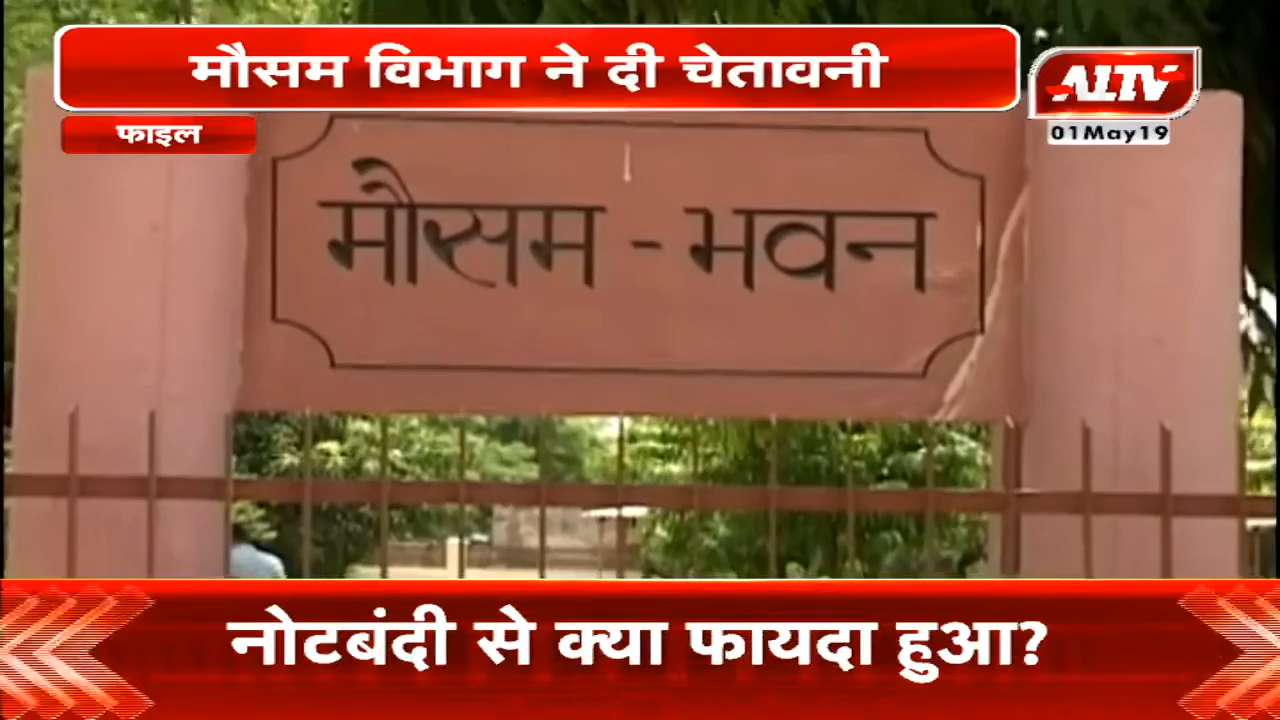 मौसम विभाग ने दी चेतावनी
ALTV
01May19
फाइल
मौसम - भवन
नोटबंदी से क्या फायदा हुआ?